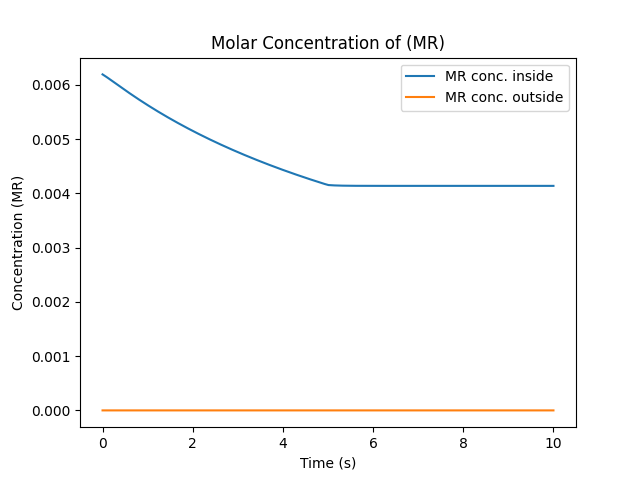 Molar Concentration of (MR)
MR conc. inside
MR conc. outside
Concentration (MR)
0.006
0.005
0.004
0.003
0.002
0.001
0.000
0 2 4 6 8 10
Time (s)